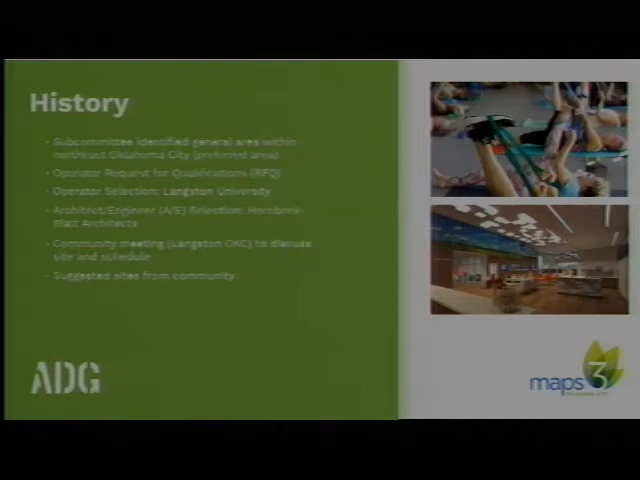 History
- Subcommittee identified general area within
northeast Oklahoma City (preferred area)
- Operator Request for Qualifications (RFQ)
- Operator Selection: Langston University
- Architect/Engineer (A/E) Selection: Hornbeek-
Blatt Architects
- Community meeting (Langston OKC) to discuss
site and schedule
- Suggested sites from community
ADG
maps 3